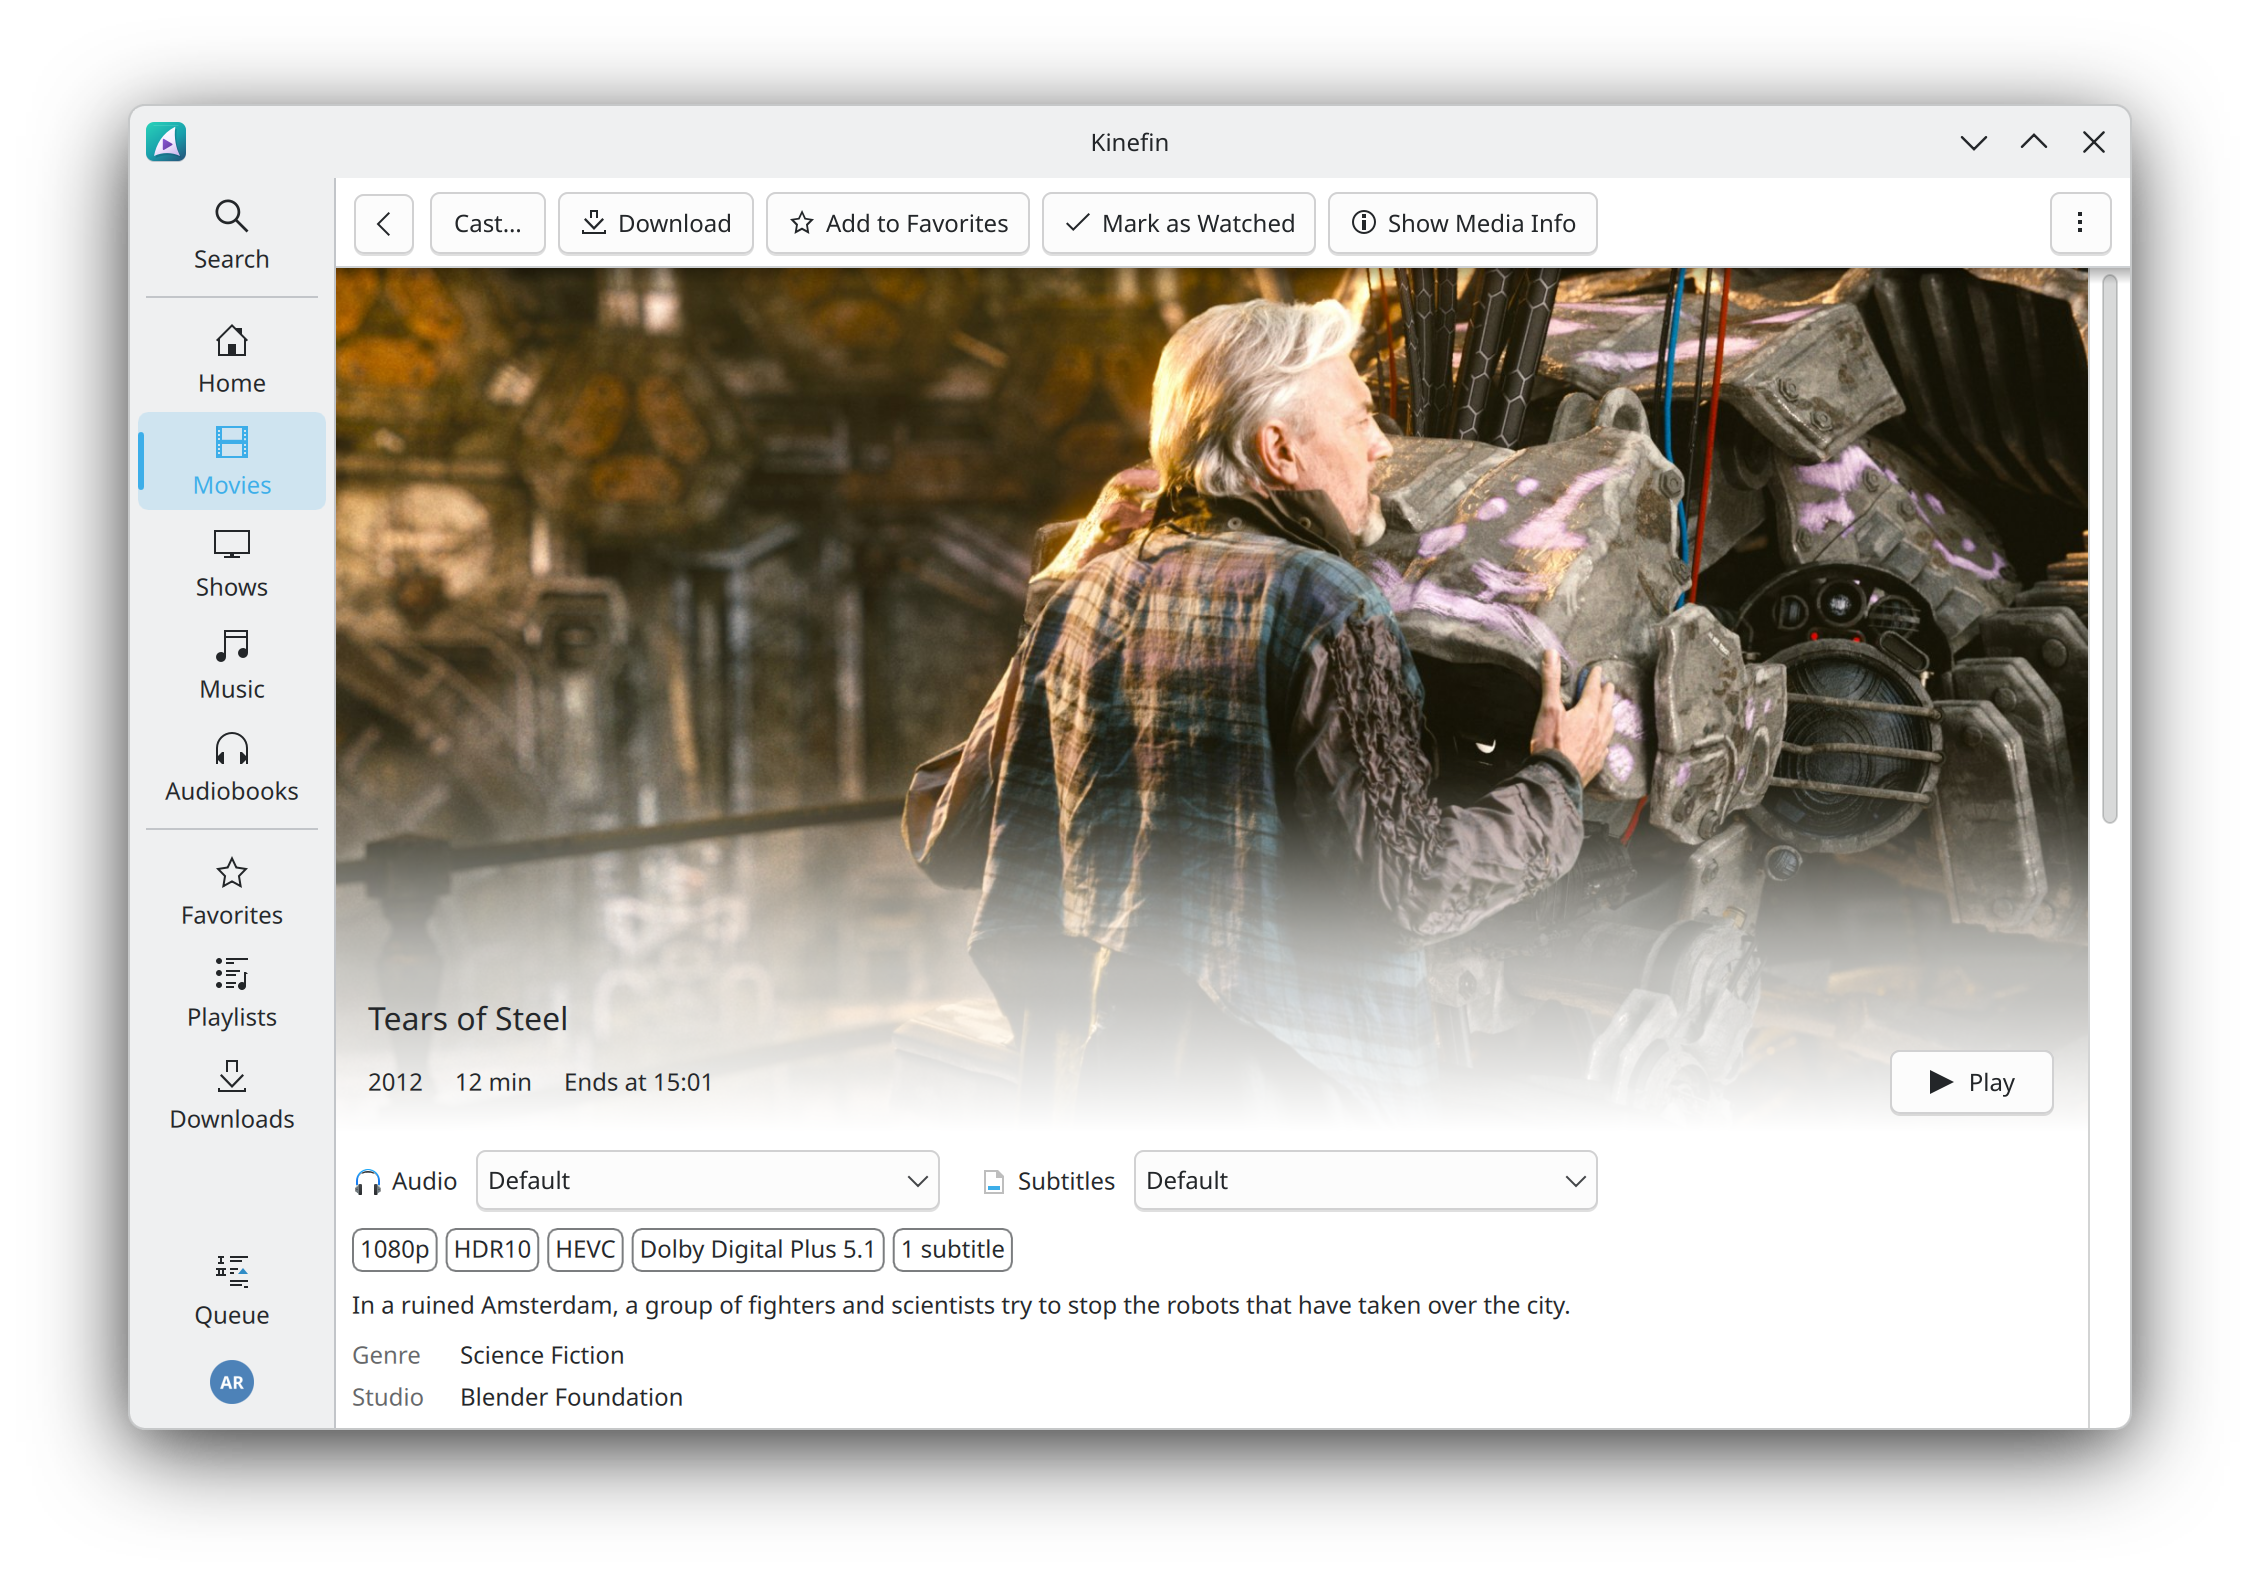 Kinefin
Search
Home
Movies
Shows
Music
Audiobooks
Favorites
Playlists
Downloads
Queue
AR
Cast...
Download
Add to Favorites
Mark as Watched
Show Media Info
Tears of Steel
2012 12 min Ends at 15:01
Play
Audio Default Subtitles Default
1080p HDR10 HEVC Dolby Digital Plus 5.1 1 subtitle
In a ruined Amsterdam, a group of fighters and scientists try to stop the robots that have taken over the city.
Genre Science Fiction
Studio Blender Foundation